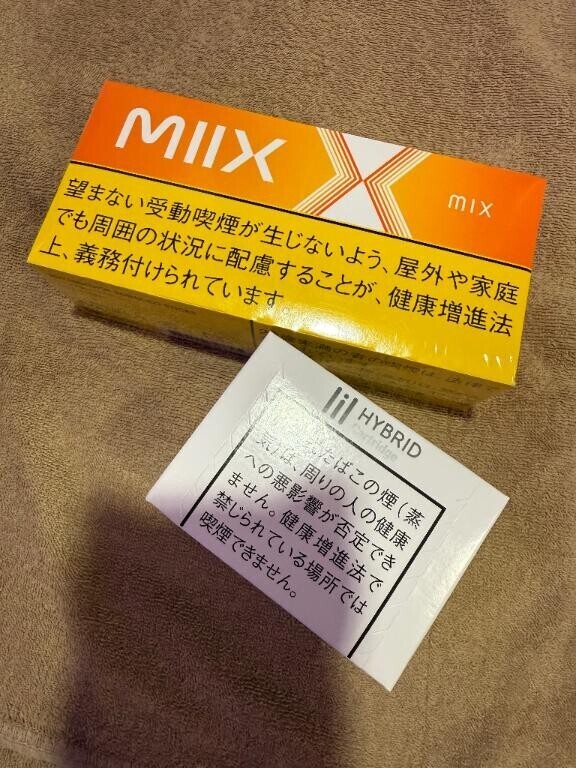 MIIX
mix
望まない受動喫煙が生じないよう、屋外や家庭
でも周囲の状況に配慮することが、健康増進法
上、義務付けられています。
lil HYBRID
Cartridge
たばこの煙(蒸
気)は、周りの人の健康
への悪影響が否定でき
ません。健康増進法で
禁じられている場所では
喫煙できません。